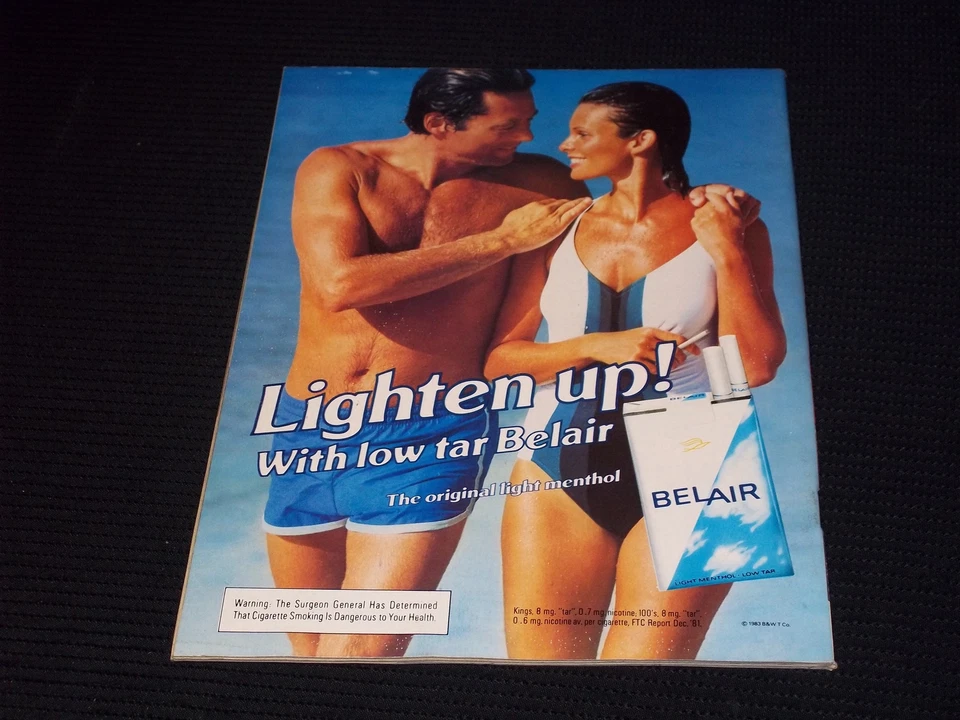 Lighten up!
With low tar Belair
The original light menthol
BELAIR
LIGHT MENTHOL · LOW TAR
Warning: The Surgeon General Has Determined
That Cigarette Smoking Is Dangerous to Your Health.
Kings, 8 mg. "tar", 0.7 mg. nicotine, 100's, 8 mg. "tar",
0.6 mg. nicotine av. per cigarette, FTC Report Dec. '81.
© 1983 B&W T Co.